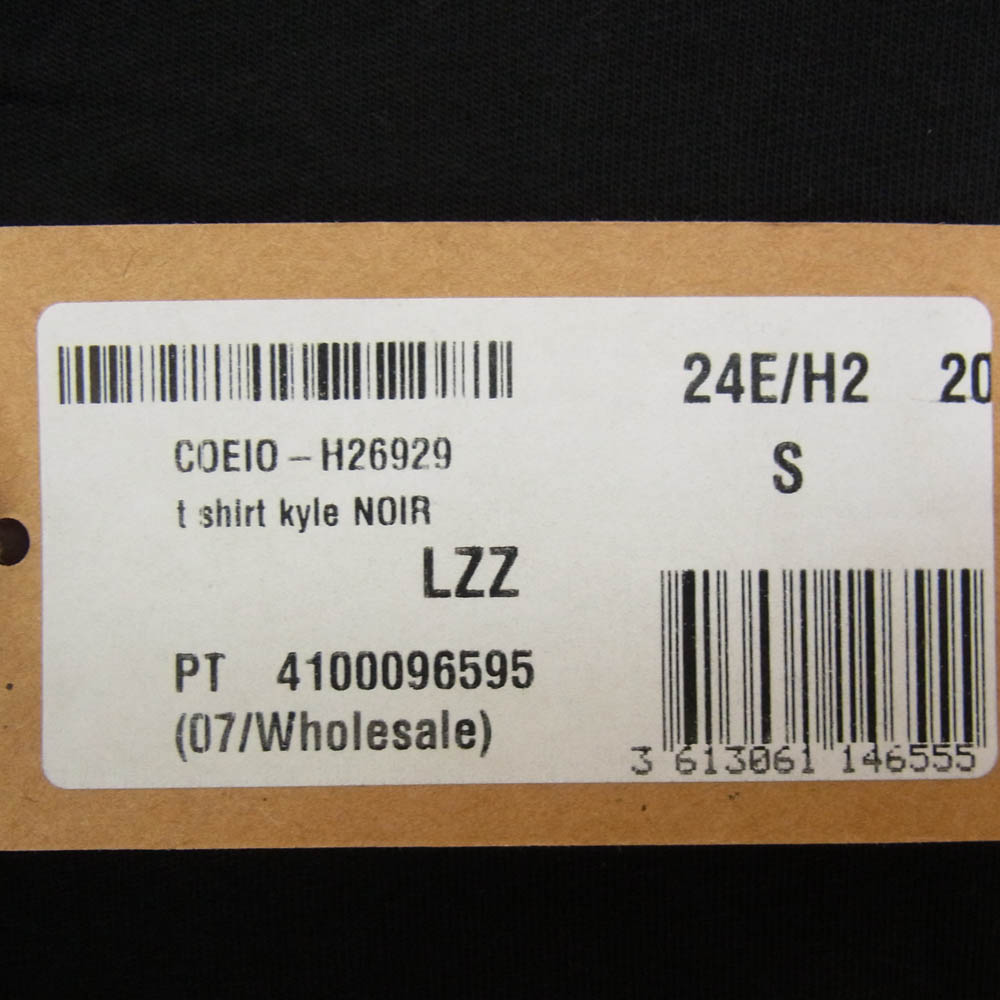 24E/H2 20
COEIO – H26929
S
t shirt kyle NOIR
LZZ
PT 4100096595
(07/Wholesale)
3 613061 146555